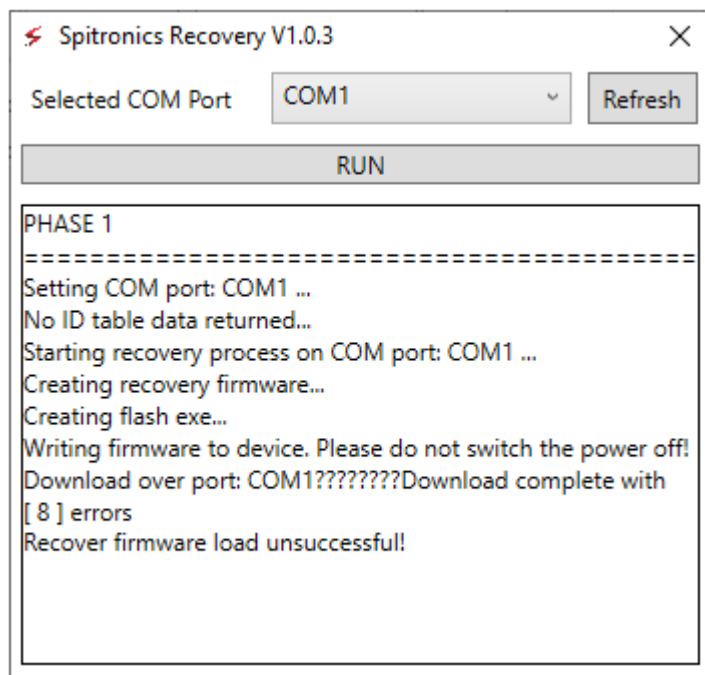 Spitronics Recovery V1.0.3
Selected COM Port COM1 Refresh
RUN
PHASE 1
=========================================
Setting COM port: COM1 ...
No ID table data returned...
Starting recovery process on COM port: COM1 ...
Creating recovery firmware...
Creating flash exe...
Writing firmware to device. Please do not switch the power off!
Download over port: COM1????????Download complete with
[ 8 ] errors
Recover firmware load unsuccessful!